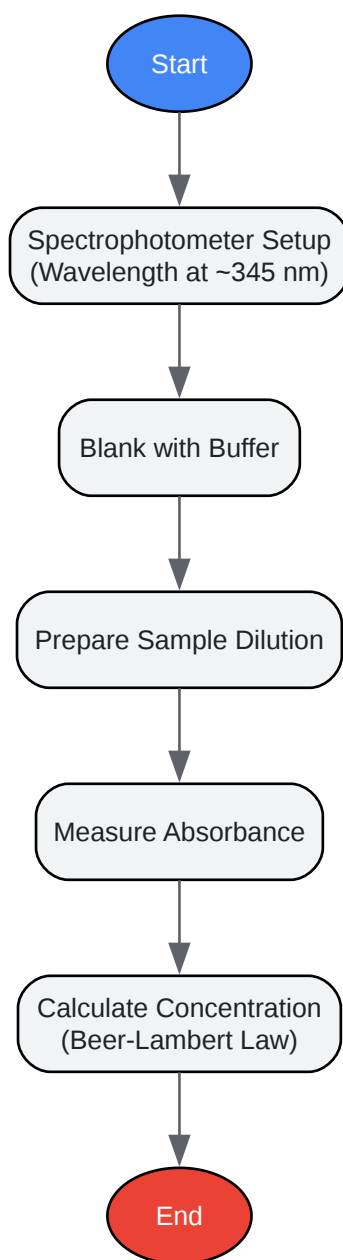 Start
Spectrophotometer Setup
(Wavelength at ~345 nm)
Blank with Buffer
Prepare Sample Dilution
Measure Absorbance
Calculate Concentration
(Beer-Lambert Law)
End